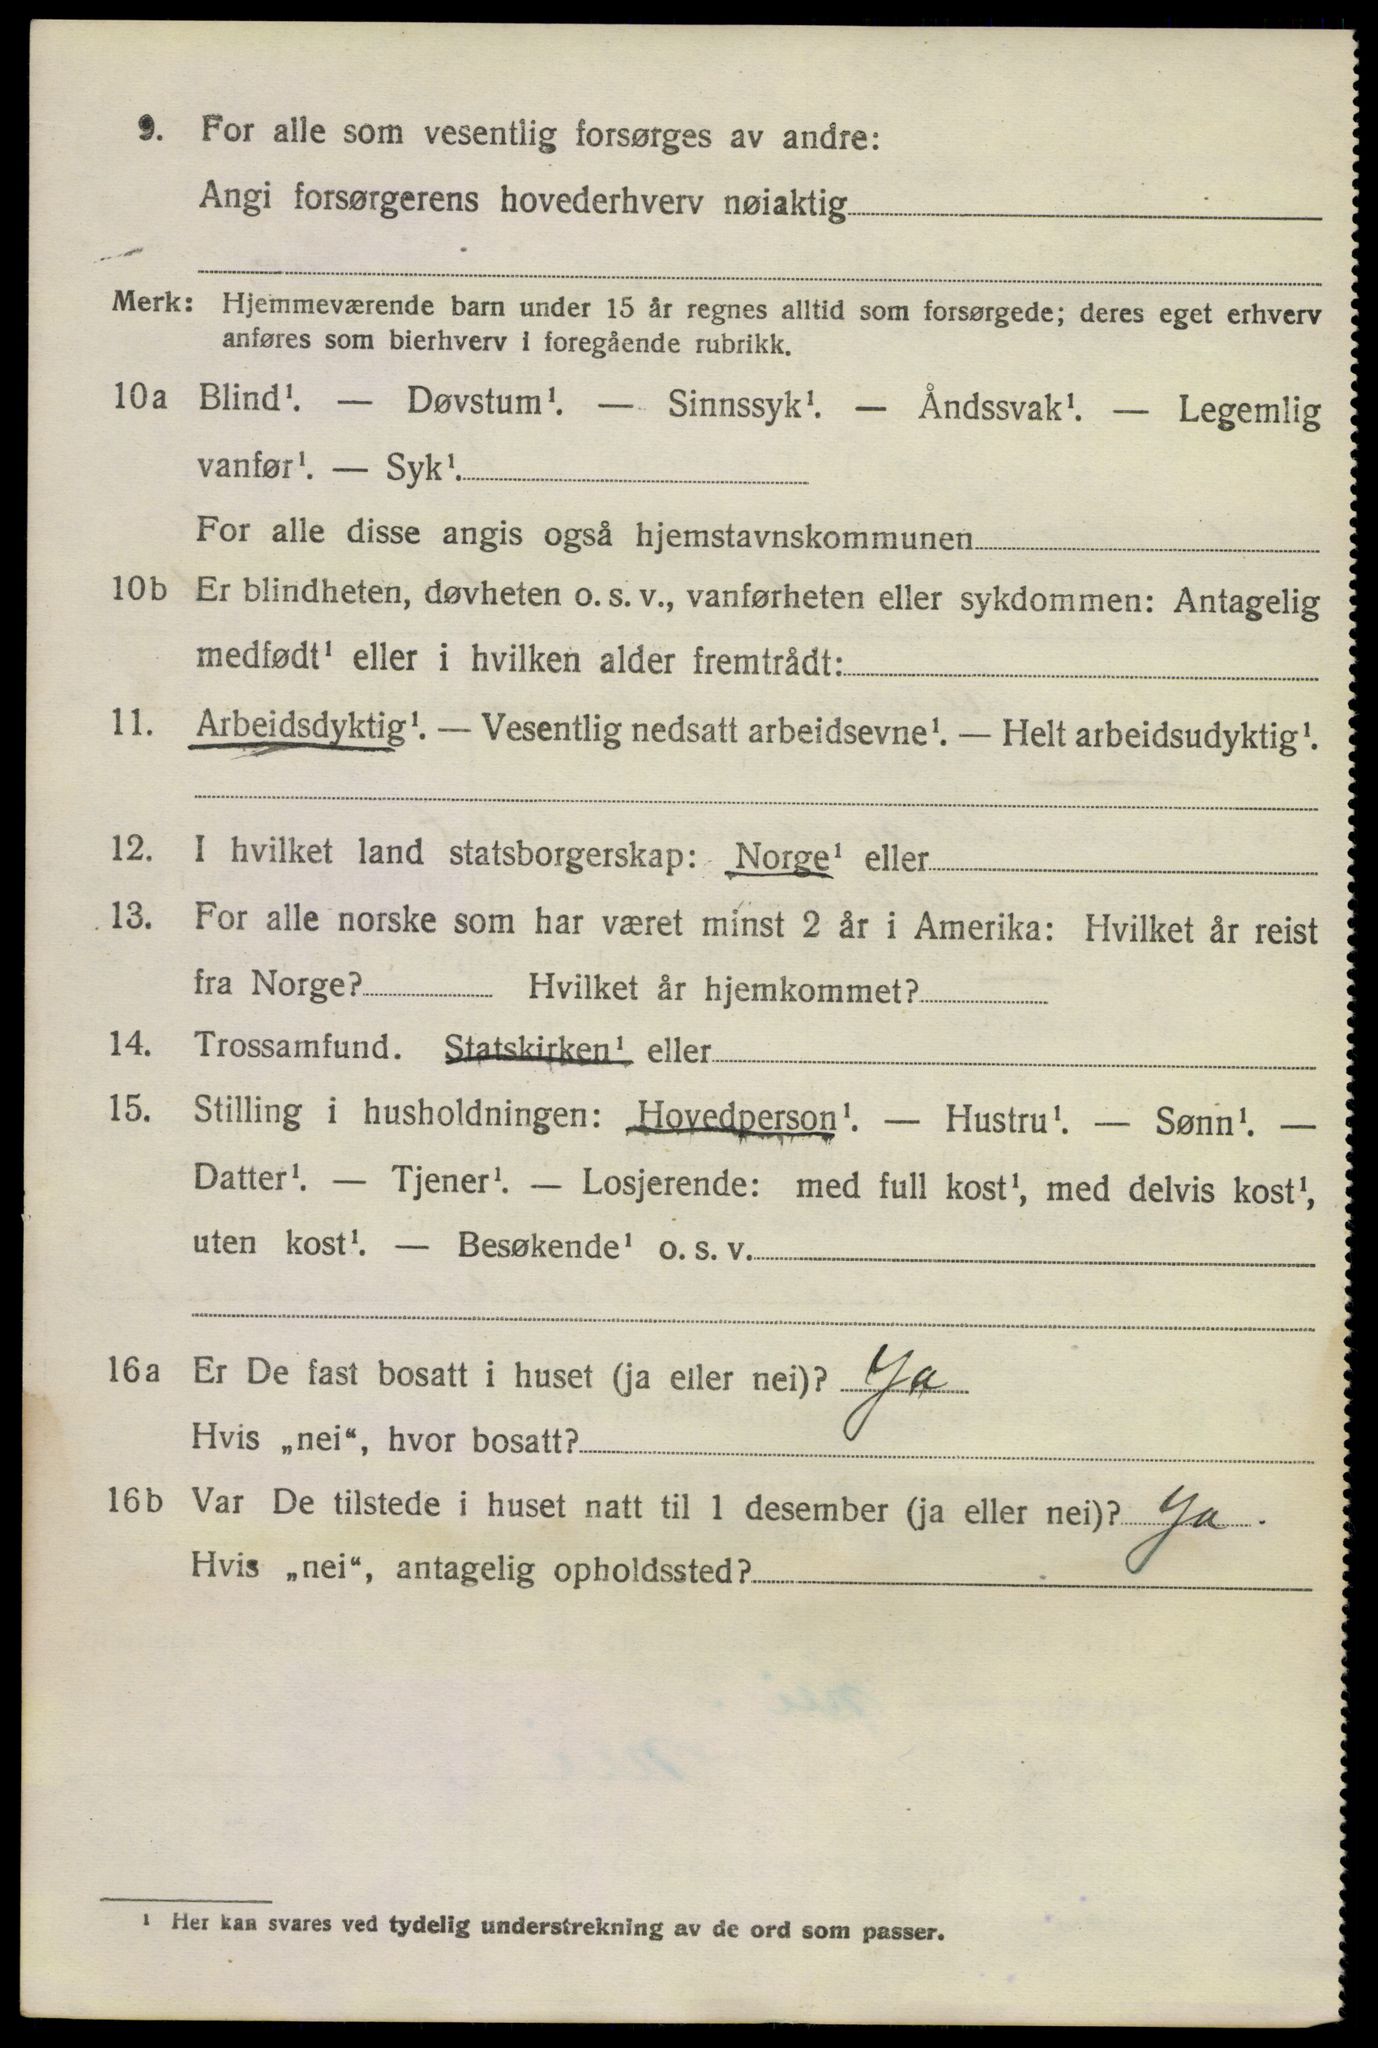 9. For alle som vesentlig forsørges av andre:
Angi forsørgerens hovederhverv nøiaktig
Merk: Hjemmeværende barn under 15 år regnes alltid som forsørgede; deres eget erhverv
anføres som bierhverv i foregående rubrikk.
10a Blind¹. — Døvstum¹. — Sinnssyk¹. — Åndssvak¹. — Legemlig
vanfør¹. — Syk¹.
For alle disse angis også hjemstavnskommunen
10b Er blindheten, døvheten o. s. v., vanførheten eller sykdommen: Antagelig
medfødt¹ eller i hvilken alder fremtrådt:
11. Arbeidsdyktig¹. — Vesentlig nedsatt arbeidsevne¹. — Helt arbeidsudyktig¹.
12. I hvilket land statsborgerskap: Norge¹ eller
13. For alle norske som har været minst 2 år i Amerika: Hvilket år reist
fra Norge? Hvilket år hjemkommet?
14. Trossamfund. Statskirken¹ eller
15. Stilling i husholdningen: Hovedperson¹. — Hustru¹. — Sønn¹. —
Datter¹. — Tjener¹. — Losjerende: med full kost¹, med delvis kost¹,
uten kost¹. — Besøkende¹ o. s. v.
16a Er De fast bosatt i huset (ja eller nei)? Ja
Hvis „nei“, hvor bosatt?
16b Var De tilstede i huset natt til 1 desember (ja eller nei)? Ja.
Hvis „nei“, antagelig opholdssted?
¹ Her kan svares ved tydelig understrekning av de ord som passer.